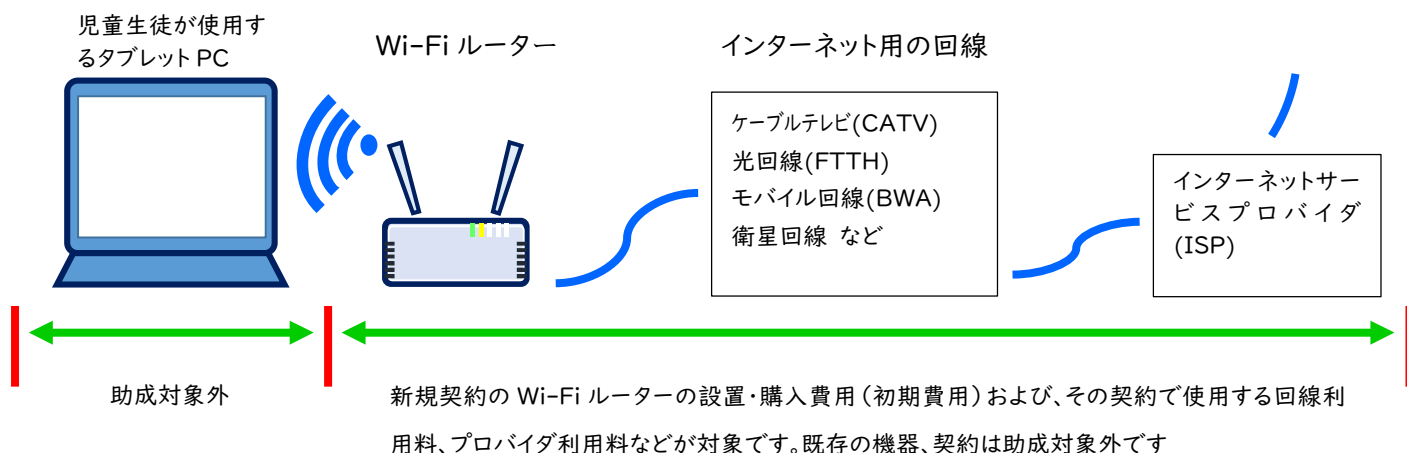 児童生徒が使用す
るタブレット PC
Wi-Fi ルーター
インターネット用の回線
ケーブルテレビ(CATV)
光回線(FTTH)
モバイル回線(BWA)
衛星回線 など
インターネットサー
ビスプロバイダ
(ISP)
助成対象外
新規契約の Wi-Fi ルーターの設置・購入費用(初期費用)および、その契約で使用する回線利
用料、プロバイダ利用料などが対象です。既存の機器、契約は助成対象外です